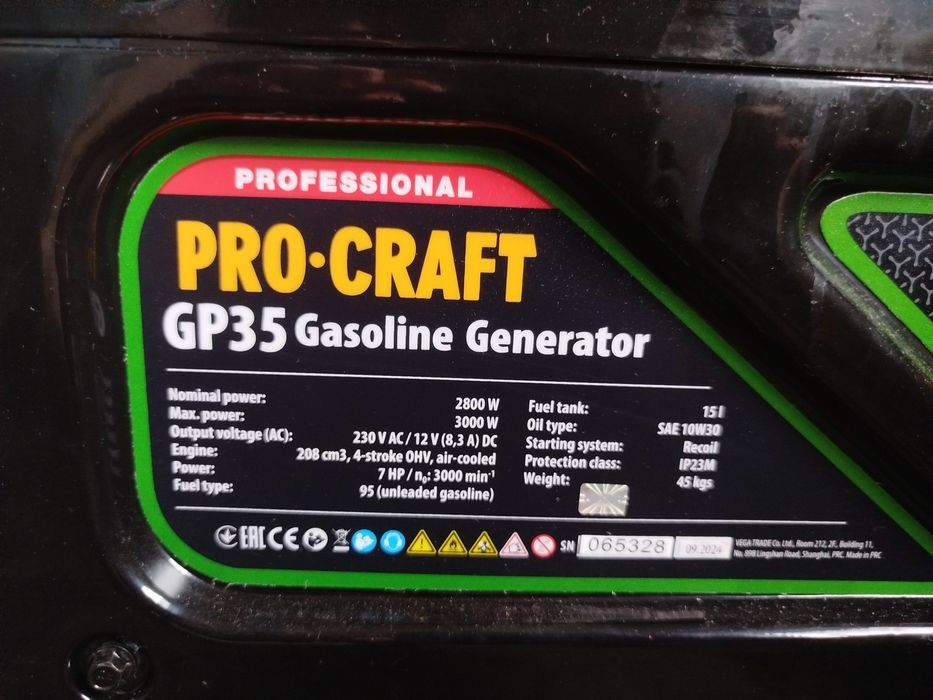 PROFESSIONAL
PRO·CRAFT
GP35 Gasoline Generator
Nominal power: 2800 W
Max. power: 3000 W
Output voltage (AC): 230 V AC / 12 V (8,3 A) DC
Engine: 208 cm3, 4-stroke OHV, air-cooled
Power: 7 HP / n₀: 3000 min⁻¹
Fuel type: 95 (unleaded gasoline)
Fuel tank: 15 l
Oil type: SAE 10W30
Starting system: Recoil
Protection class: IP23M
Weight: 45 kgs
EAC CE
SN 065328 09.2024
VEGA TRADE Co. Ltd., Room 212, 2F, Building 11,
No. 898 Lingshan Road, Shanghai, PRC. Made in PRC